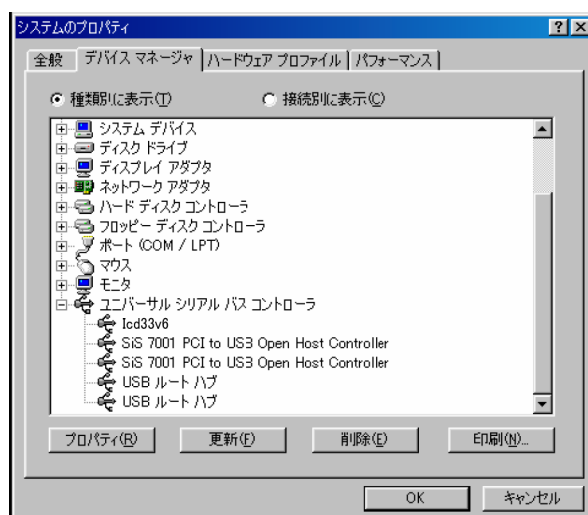 システムのプロパティ
全般 デバイス マネージャ ハードウェア プロファイル パフォーマンス
種類別に表示(T) 接続別に表示(C)
システム デバイス
ディスク ドライブ
ディスプレイ アダプタ
ネットワーク アダプタ
ハード ディスク コントローラ
フロッピー ディスク コントローラ
ポート (COM / LPT)
マウス
モニタ
ユニバーサル シリアル バス コントローラ
Icd33v6
SiS 7001 PCI to USB Open Host Controller
SiS 7001 PCI to USB Open Host Controller
USB ルート ハブ
USB ルート ハブ
プロパティ(R) 更新(F) 削除(E) 印刷(N)...
OK キャンセル